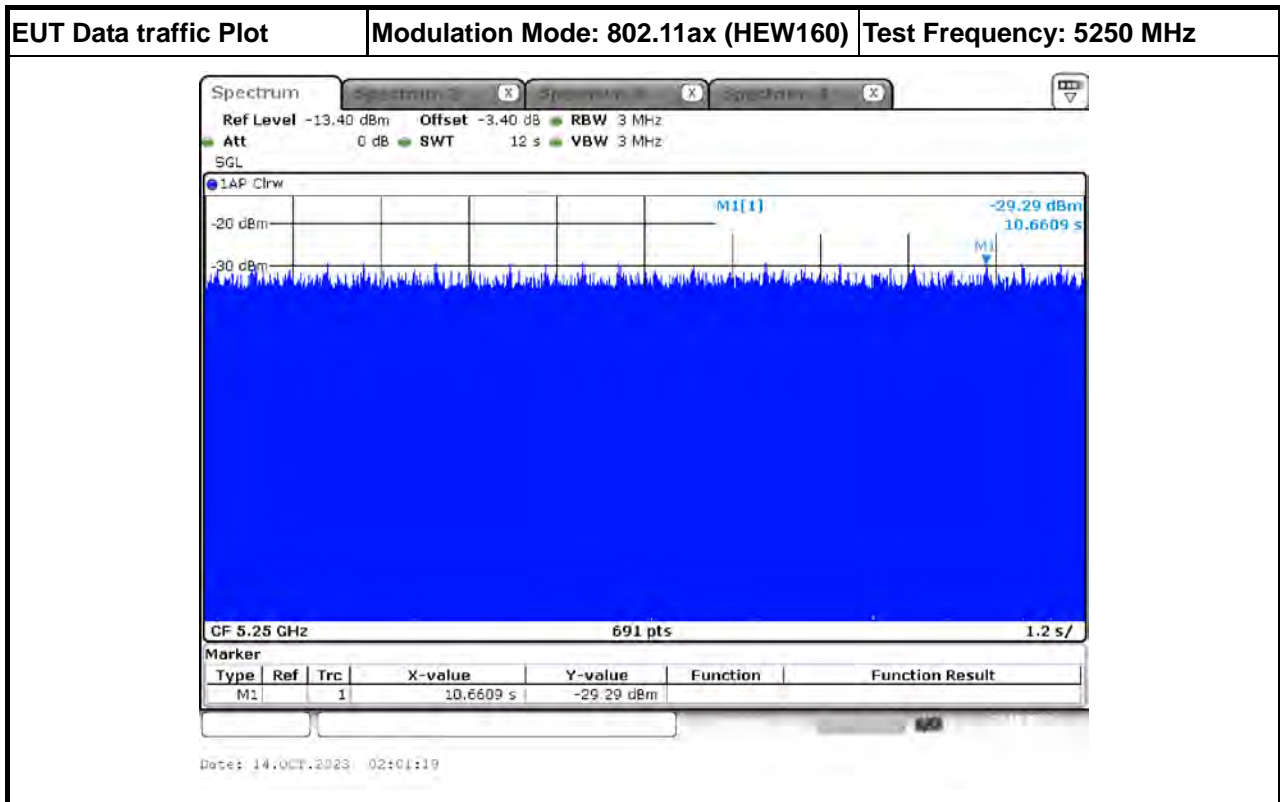 EUT Data traffic Plot Modulation Mode: 802.11ax (HEW160) Test Frequency: 5250 MHz
Spectrum X X X
Ref Level -13.40 dBm Offset -3.40 dB RBW 3 MHz
Att 0 dB SWT 12 s VBW 3 MHz
SGL
1AP Clrw
M1[1] -29.29 dBm
-20 dBm 10.6609 s
M1
-30 dBm
CF 5.25 GHz 691 pts 1.2 s/
Marker
Type Ref Trc X-value Y-value Function Function Result
M1 1 10.6609 s -29.29 dBm
Date: 14.OCT.2023 02:01:19